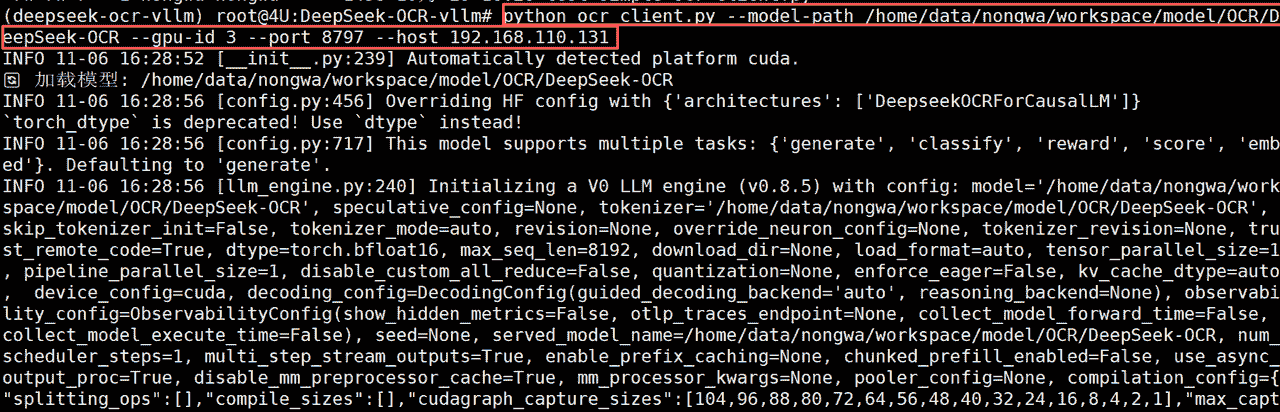 (deepseek-ocr-vllm) root@4U:DeepSeek-OCR-vllm# python ocr_client.py --model-path /home/data/nongwa/workspace/model/OCR/D
eepSeek-OCR --gpu-id 3 --port 8797 --host 192.168.110.131
INFO 11-06 16:28:52 [__init__.py:239] Automatically detected platform cuda.
🔄 加载模型: /home/data/nongwa/workspace/model/OCR/DeepSeek-OCR
INFO 11-06 16:28:56 [config.py:456] Overriding HF config with {'architectures': ['DeepseekOCRForCausalLM']}
`torch_dtype` is deprecated! Use `dtype` instead!
INFO 11-06 16:28:56 [config.py:717] This model supports multiple tasks: {'generate', 'classify', 'reward', 'score', 'emb
ed'}. Defaulting to 'generate'.
INFO 11-06 16:28:56 [llm_engine.py:240] Initializing a V0 LLM engine (v0.8.5) with config: model='/home/data/nongwa/work
space/model/OCR/DeepSeek-OCR', speculative_config=None, tokenizer='/home/data/nongwa/workspace/model/OCR/DeepSeek-OCR',
skip_tokenizer_init=False, tokenizer_mode=auto, revision=None, override_neuron_config=None, tokenizer_revision=None, tru
st_remote_code=True, dtype=torch.bfloat16, max_seq_len=8192, download_dir=None, load_format=auto, tensor_parallel_size=1
, pipeline_parallel_size=1, disable_custom_all_reduce=False, quantization=None, enforce_eager=False, kv_cache_dtype=auto
,  device_config=cuda, decoding_config=DecodingConfig(guided_decoding_backend='auto', reasoning_backend=None), observabi
lity_config=ObservabilityConfig(show_hidden_metrics=False, otlp_traces_endpoint=None, collect_model_forward_time=False,
collect_model_execute_time=False), seed=None, served_model_name=/home/data/nongwa/workspace/model/OCR/DeepSeek-OCR, num_
scheduler_steps=1, multi_step_stream_outputs=True, enable_prefix_caching=None, chunked_prefill_enabled=False, use_async_
output_proc=True, disable_mm_preprocessor_cache=True, mm_processor_kwargs=None, pooler_config=None, compilation_config={
"splitting_ops":[],"compile_sizes":[],"cudagraph_capture_sizes":[104,96,88,80,72,64,56,48,40,32,24,16,8,4,2,1],"max_capt